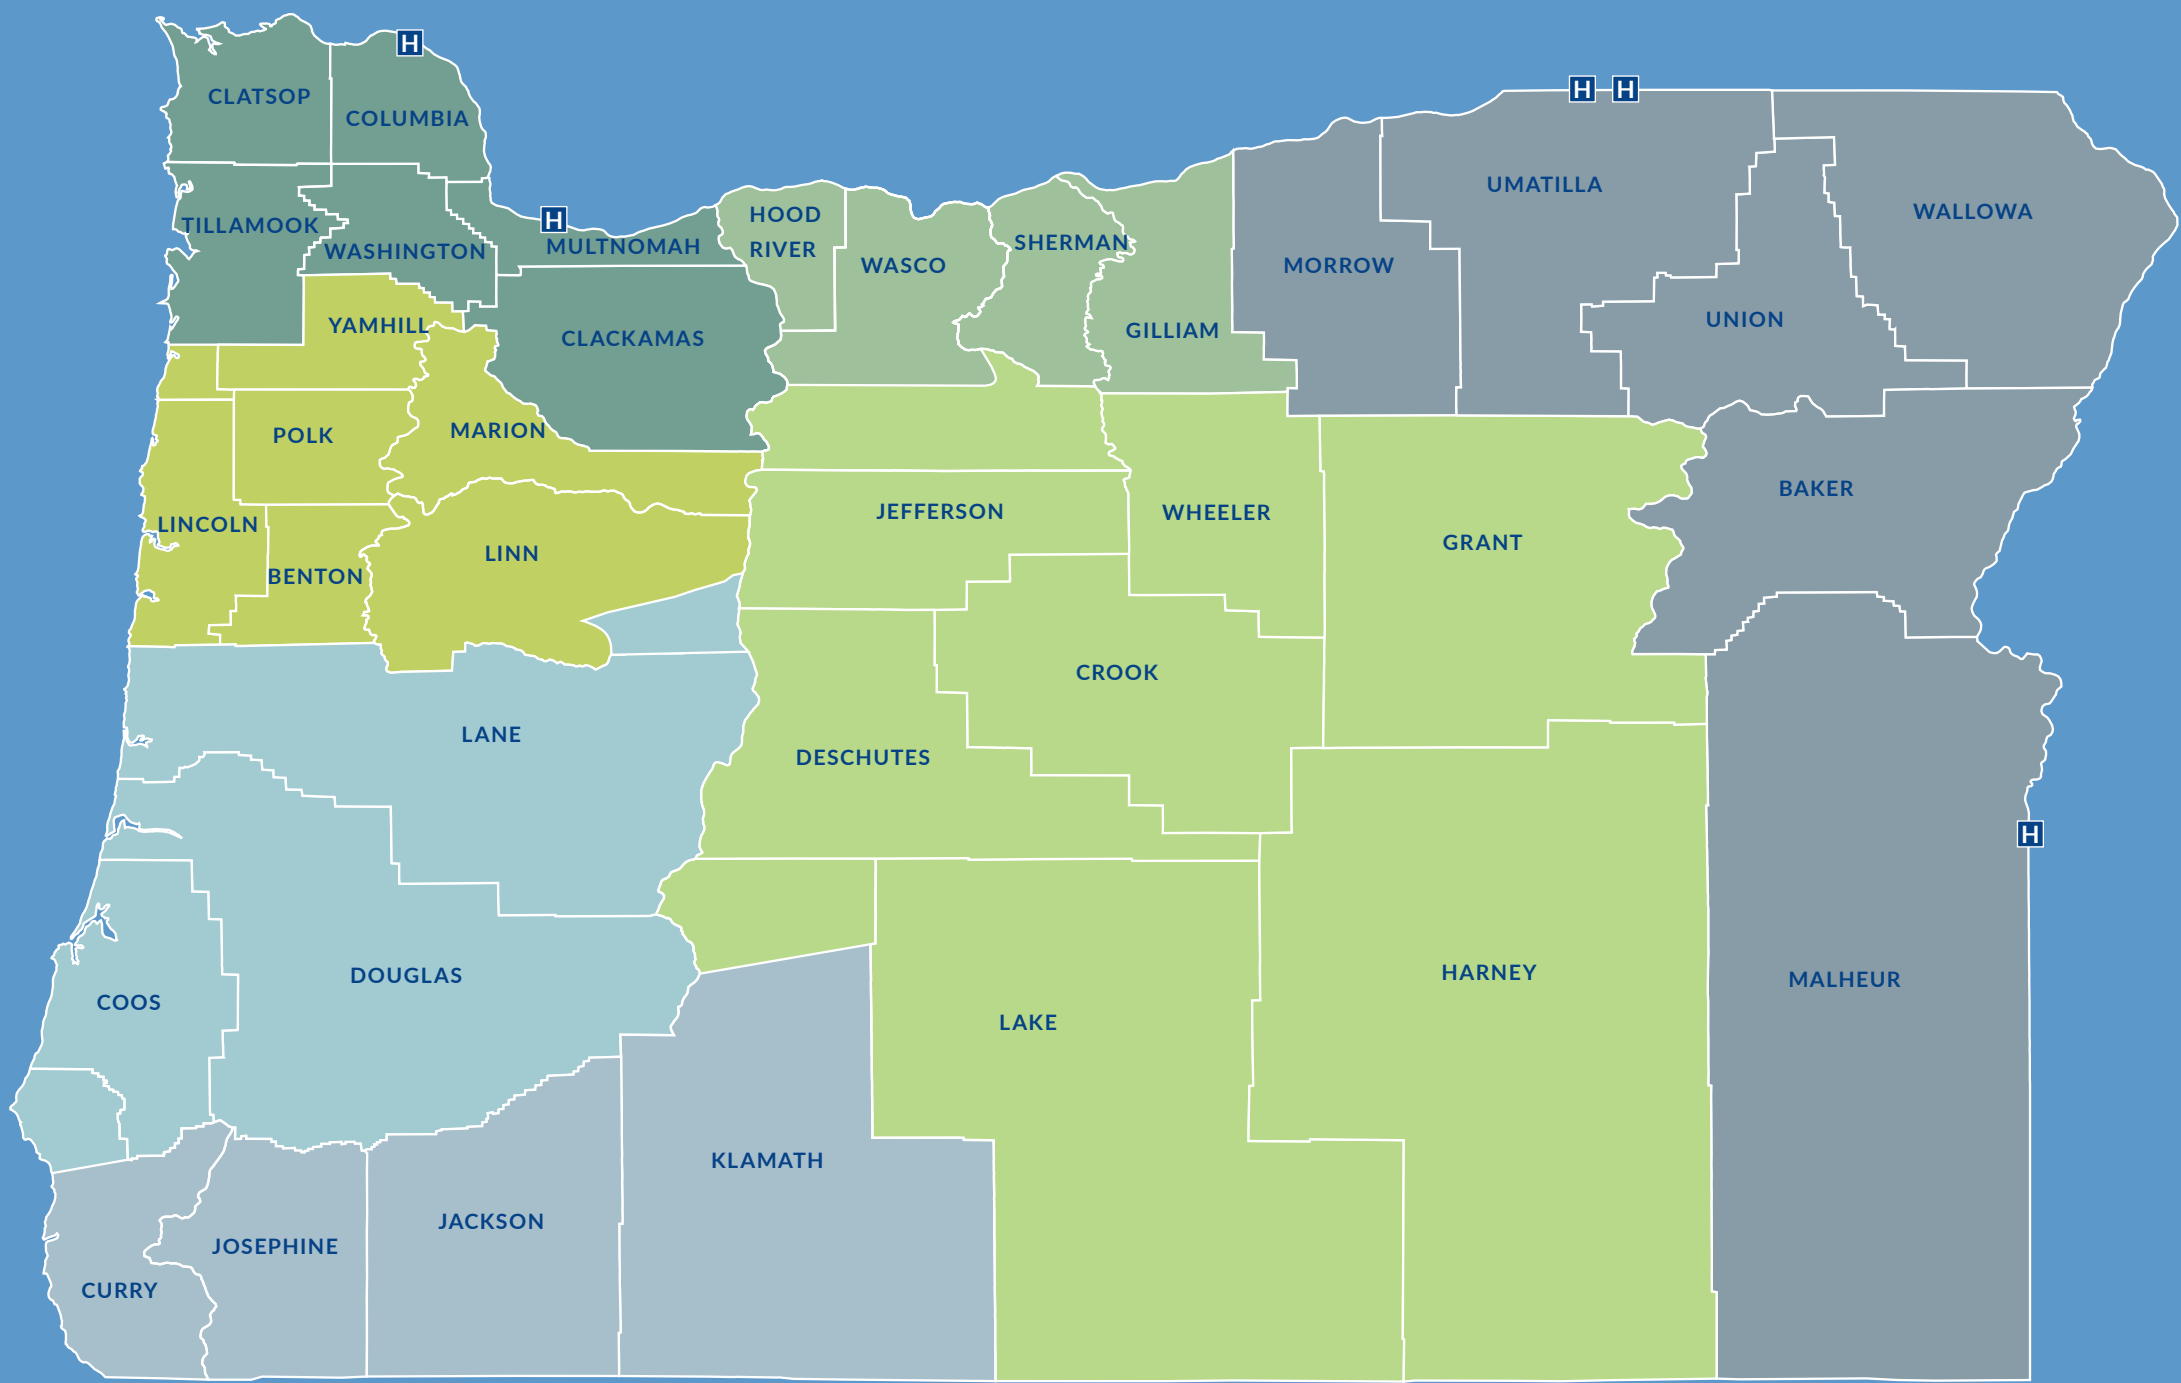 H
CLATSOP
COLUMBIA
H
H
UMATILLA
WALLOWA
TILLAMOOK
WASHINGTON
H
MULTNOMAH
HOOD
RIVER
WASCO
SHERMAN
MORROW
GILLIAM
UNION
YAMHILL
CLACKAMAS
POLK
MARION
BAKER
LINCOLN
BENTON
LINN
JEFFERSON
WHEELER
GRANT
CROOK
LANE
DESCHUTES
H
DOUGLAS
COOS
HARNEY
MALHEUR
LAKE
KLAMATH
JACKSON
JOSEPHINE
CURRY